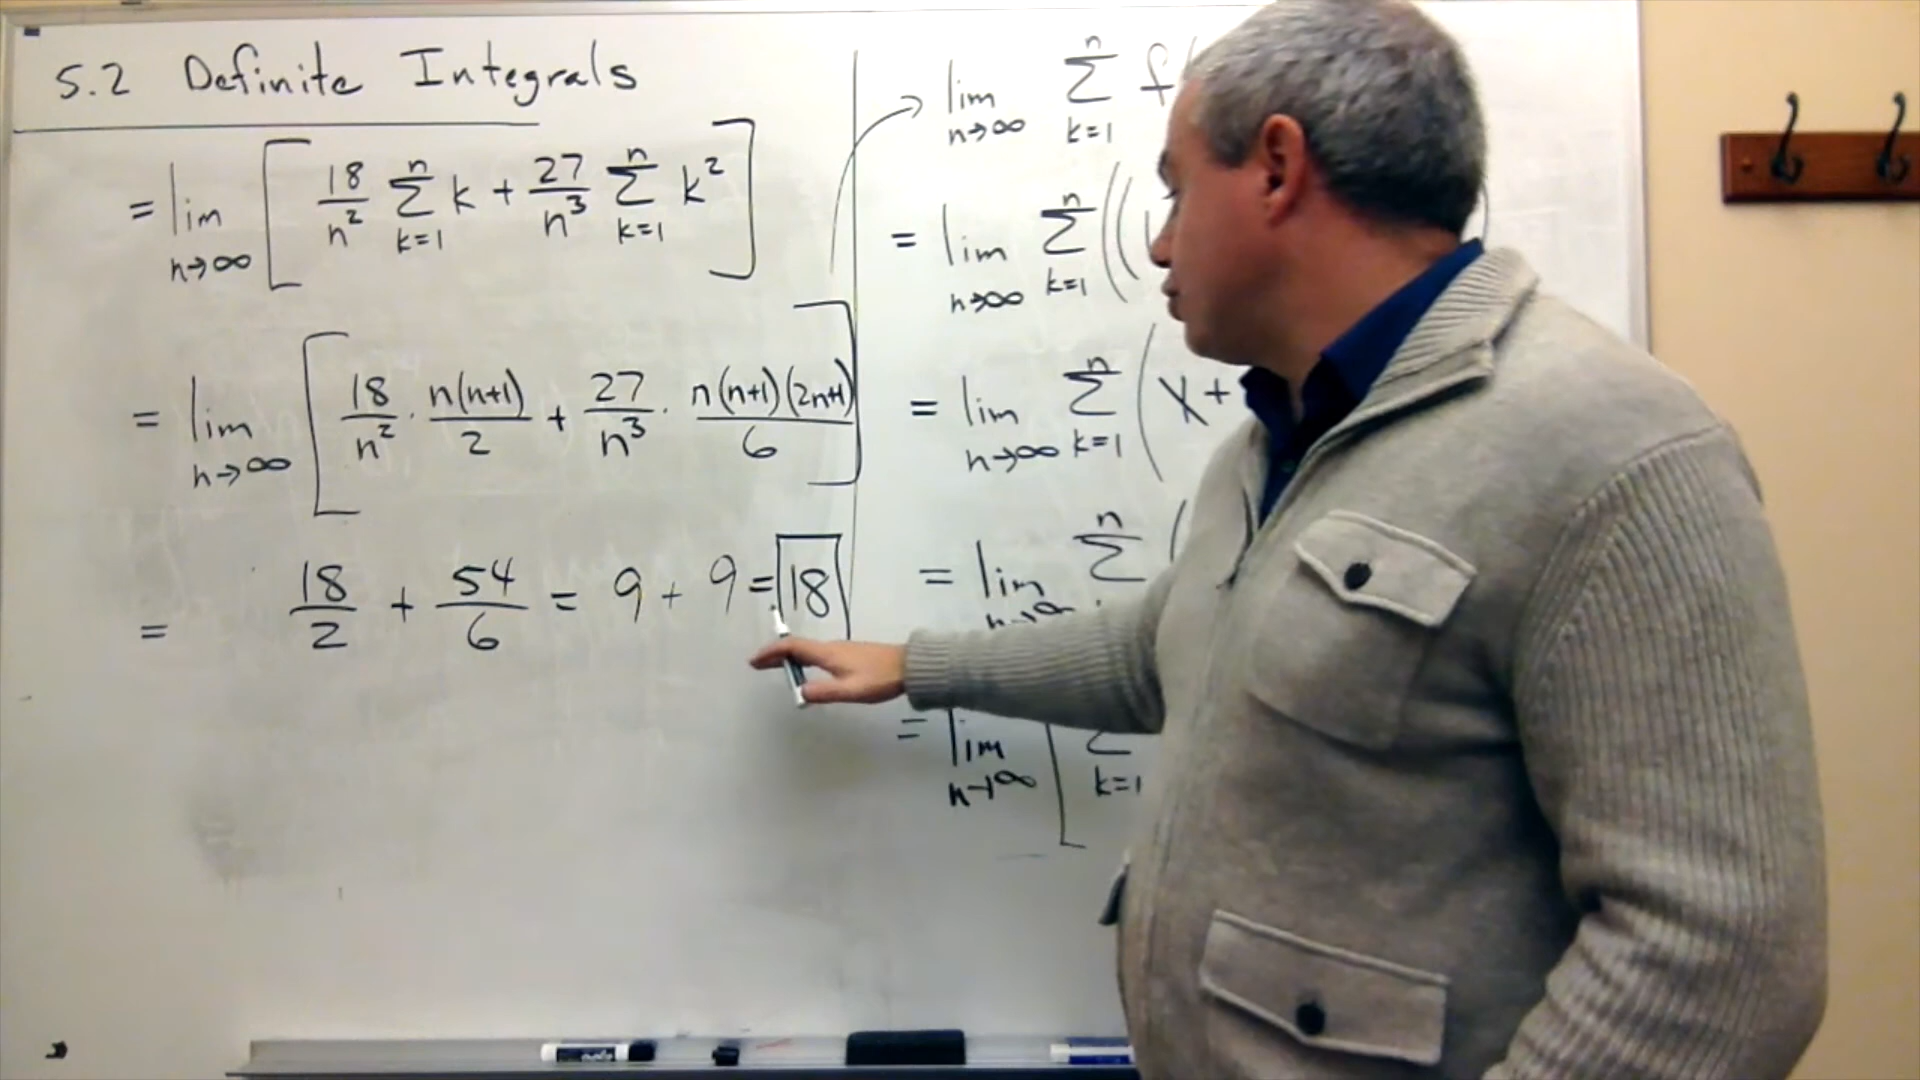 5.2 Definite Integrals
= lim n→∞ [ 18/n² Σ k=1 n k + 27/n³ Σ k=1 n k² ]
= lim n→∞ [ 18/n² · n(n+1)/2 + 27/n³ · n(n+1)(2n+1)/6 ]
= 18/2 + 54/6 = 9 + 9 = 18
lim n→∞ Σ k=1 n f(
= lim n→∞ Σ k=1 n ((
= lim n→∞ Σ k=1 n ( X +
= lim n→∞ Σ n (
= lim n→∞ [ Σ k=1